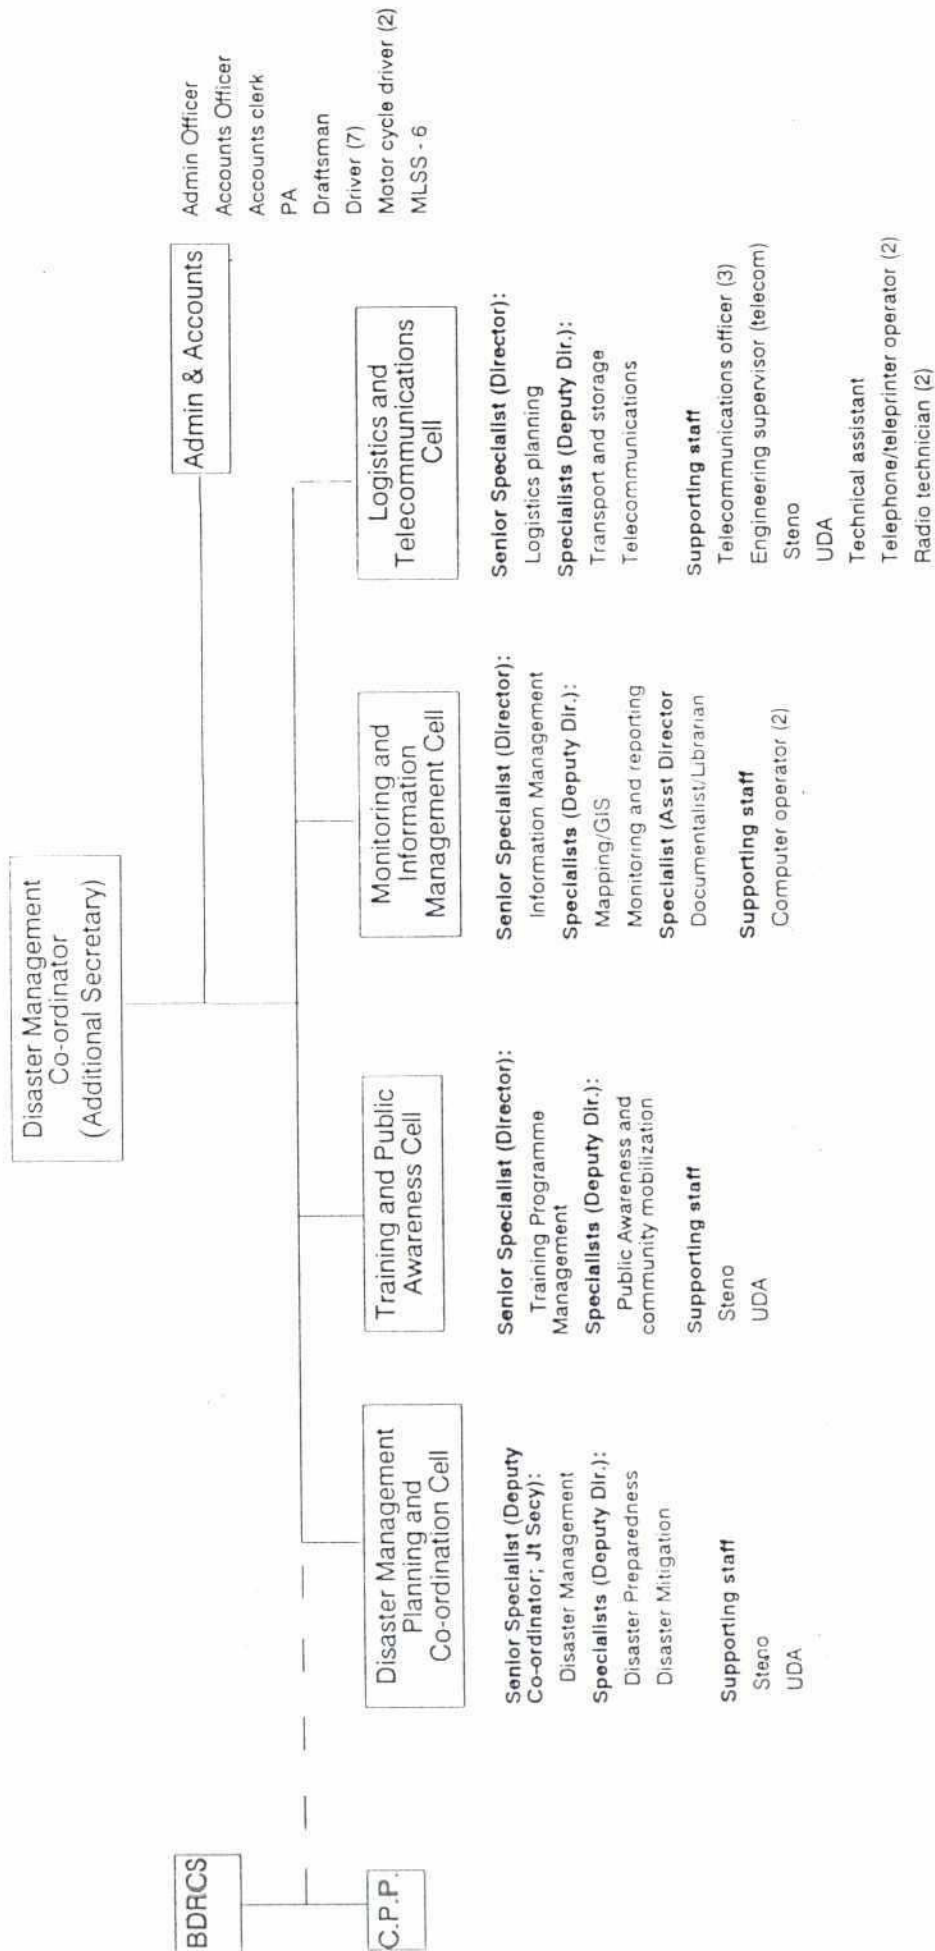 Disaster Management
Co-ordinator
(Additional Secretary)
Admin & Accounts
Admin Officer
Accounts Officer
Accounts clerk
PA
Draftsman
Driver (7)
Motor cycle driver (2)
MLSS - 6
BDRCS
C.P.P.
Disaster Management
Planning and
Co-ordination Cell
Senior Specialist (Deputy
Co-ordinator; Jt Secy):
Disaster Management
Specialists (Deputy Dir.):
Disaster Preparedness
Disaster Mitigation
Supporting staff
Steno
UDA
Training and Public
Awareness Cell
Senior Specialist (Director):
Training Programme
Management
Specialists (Deputy Dir.):
Public Awareness and
community mobilization
Supporting staff
Steno
UDA
Monitoring and
Information
Management Cell
Senior Specialist (Director):
Information Management
Specialists (Deputy Dir.):
Mapping/GIS
Monitoring and reporting
Specialist (Asst Director
Documentalist/Librarian
Supporting staff
Computer operator (2)
Logistics and
Telecommunications
Cell
Senior Specialist (Director):
Logistics planning
Specialists (Deputy Dir.):
Transport and storage
Telecommunications
Supporting staff
Telecommunications officer (3)
Engineering supervisor (telecom)
Steno
UDA
Technical assistant
Telephone/teleprinter operator (2)
Radio technician (2)